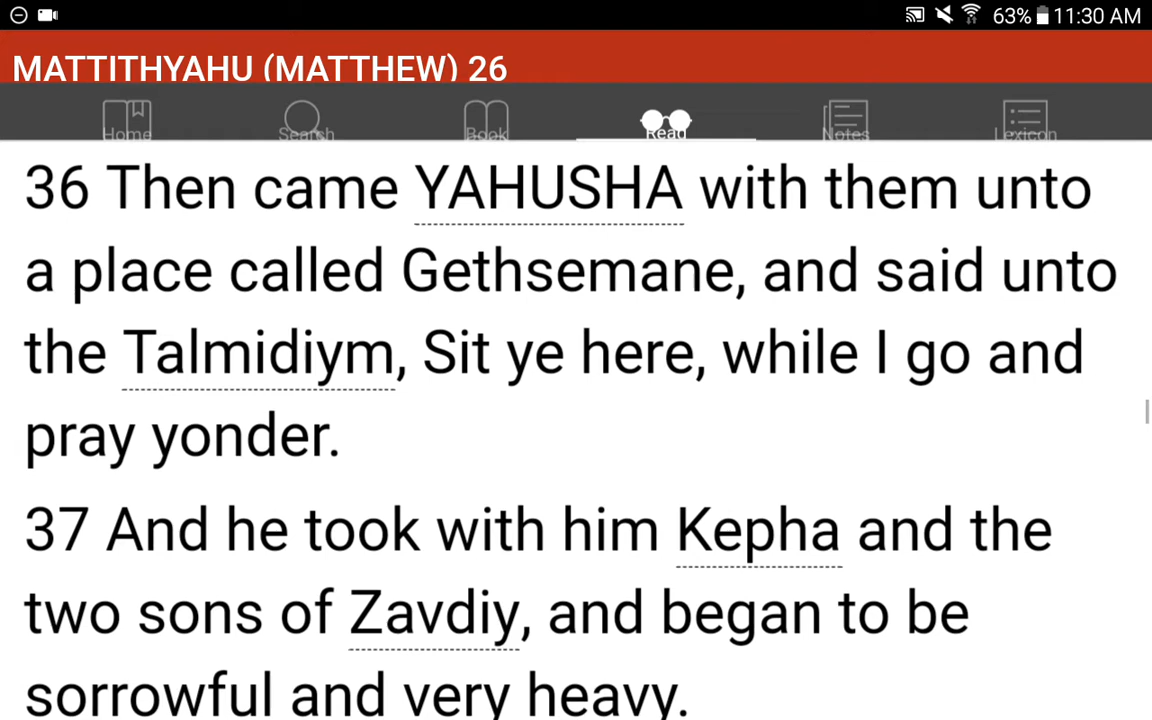 63% 11:30 AM
MATTITHYAHU (MATTHEW) 26
Home Search Book Read Notes Lexicon
36 Then came YAHUSHA with them unto
a place called Gethsemane, and said unto
the Talmidiym, Sit ye here, while I go and
pray yonder.
37 And he took with him Kepha and the
two sons of Zavdiy, and began to be
sorrowful and very heavy.